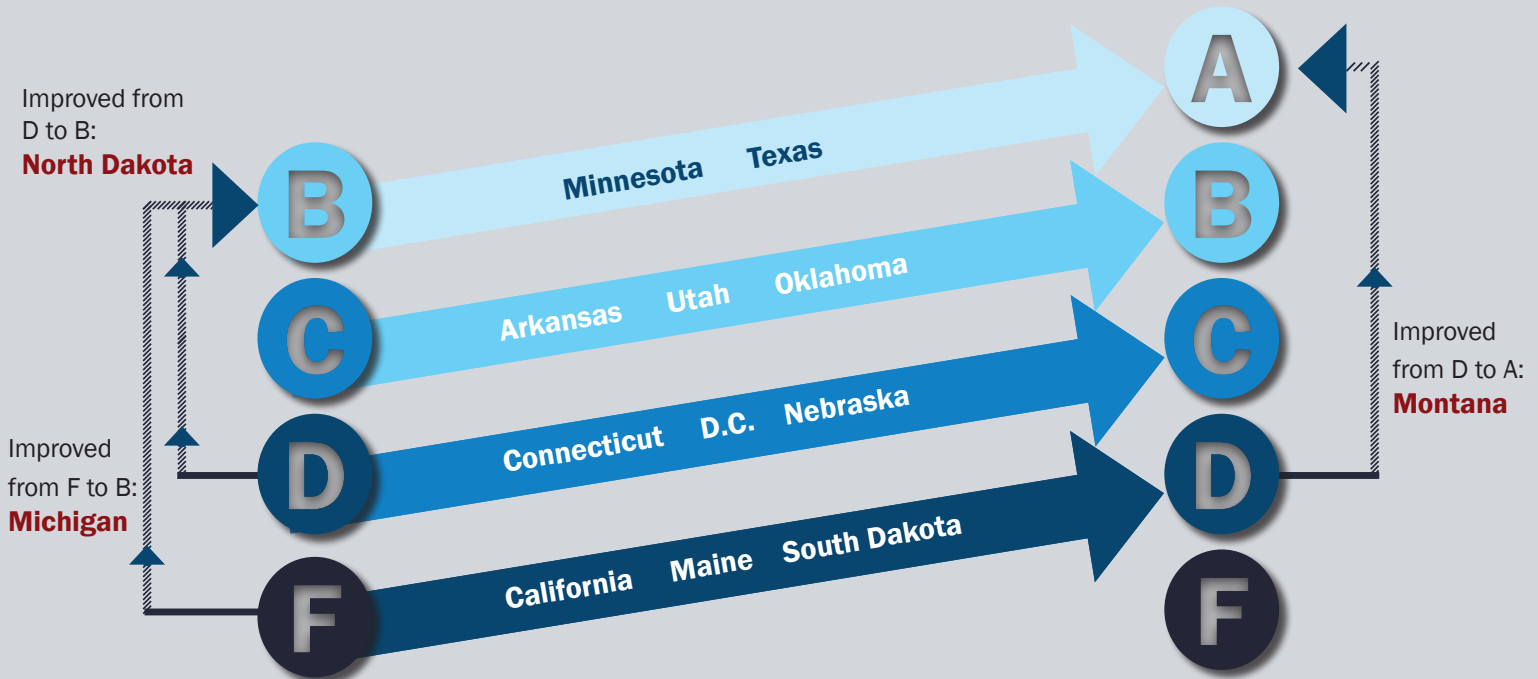 Improved from
D to B:
North Dakota
Improved
from F to B:
Michigan
B
C
D
F
Minnesota Texas
Arkansas Utah Oklahoma
Connecticut D.C. Nebraska
California Maine South Dakota
A
B
C
D
F
Improved
from D to A:
Montana